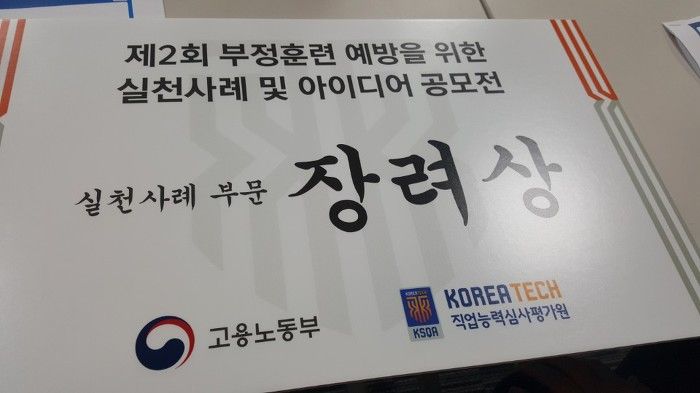 제2회 부정훈련 예방을 위한
실천사례 및 아이디어 공모전
실천사례 부문 장려상
고용노동부
KOREATECH
KSQA
KOREATECH
직업능력심사평가원